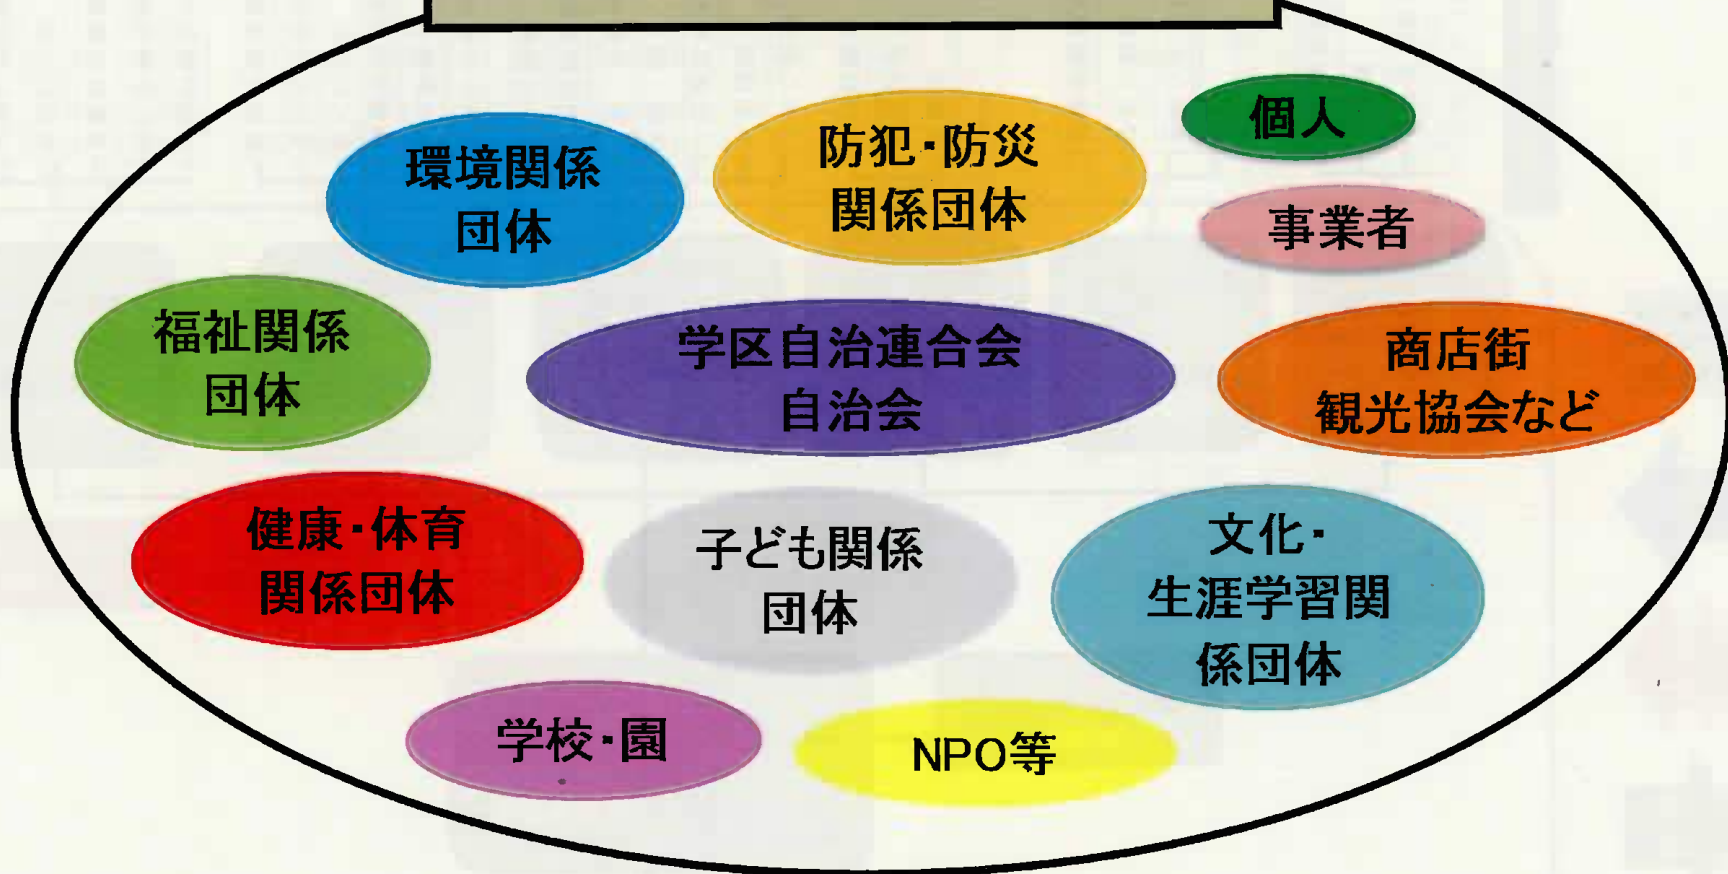 環境関係
団体
防犯・防災
関係団体
個人
事業者
福祉関係
団体
学区自治連合会
自治会
商店街
観光協会など
健康・体育
関係団体
子ども関係
団体
文化・
生涯学習関
係団体
学校・園
NPO等